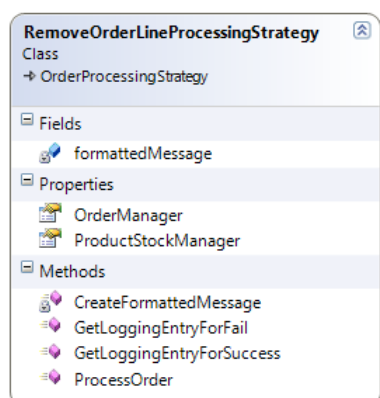 RemoveOrderLineProcessingStrategy
Class
OrderProcessingStrategy
Fields
formattedMessage
Properties
OrderManager
ProductStockManager
Methods
CreateFormattedMessage
GetLoggingEntryForFail
GetLoggingEntryForSuccess
ProcessOrder